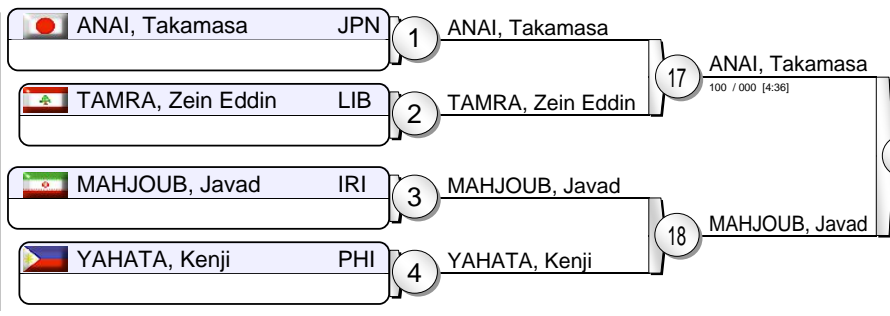 ANAI, Takamasa JPN
1
ANAI, Takamasa
17
ANAI, Takamasa
100 / 000 [4:36]
TAMRA, Zein Eddin LIB
2
TAMRA, Zein Eddin
MAHJOUB, Javad IRI
3
MAHJOUB, Javad
18
MAHJOUB, Javad
YAHATA, Kenji PHI
4
YAHATA, Kenji